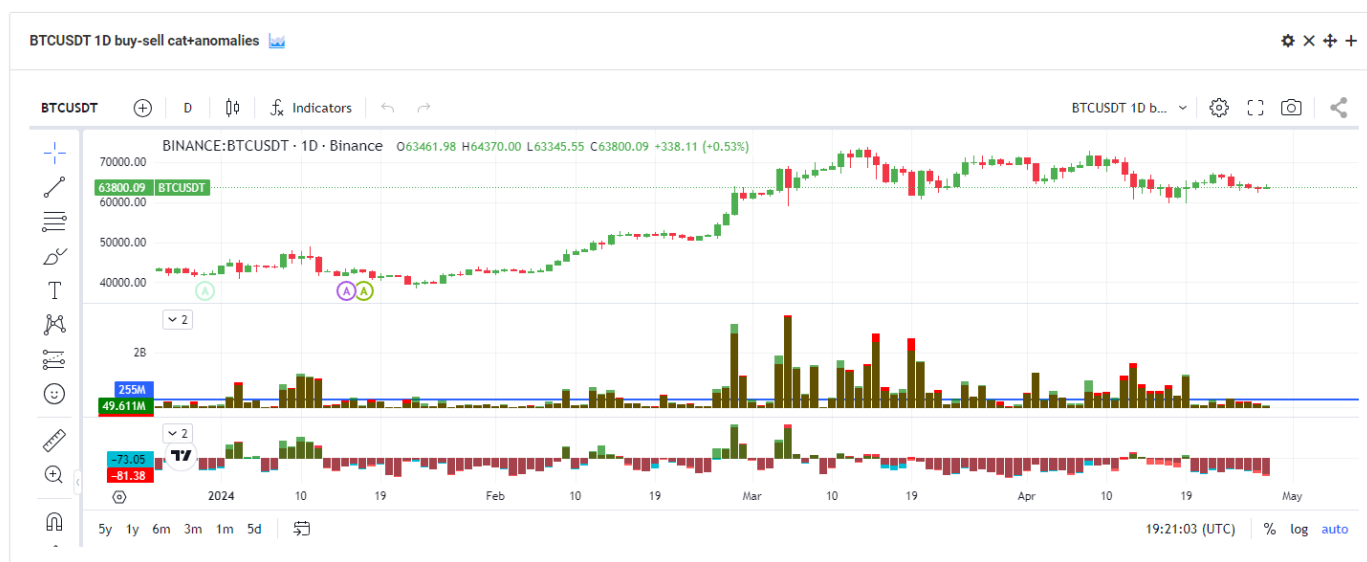 BTCUSDT 1D buy-sell cat+anomalies
BTCUSDT D Indicators BTCUSDT 1D b...
BINANCE:BTCUSDT · 1D · Binance O63461.98 H64370.00 L63345.55 C63800.09 +338.11 (+0.53%)
70000.00
63800.09 BTCUSDT
60000.00
50000.00
40000.00
A A A
2
2B
255M
49.611M
2
−73.05
−81.38
2024 10 19 Feb 10 19 Mar 10 19 Apr 10 19 May
5y 1y 6m 3m 1m 5d 19:21:03 (UTC) % log auto